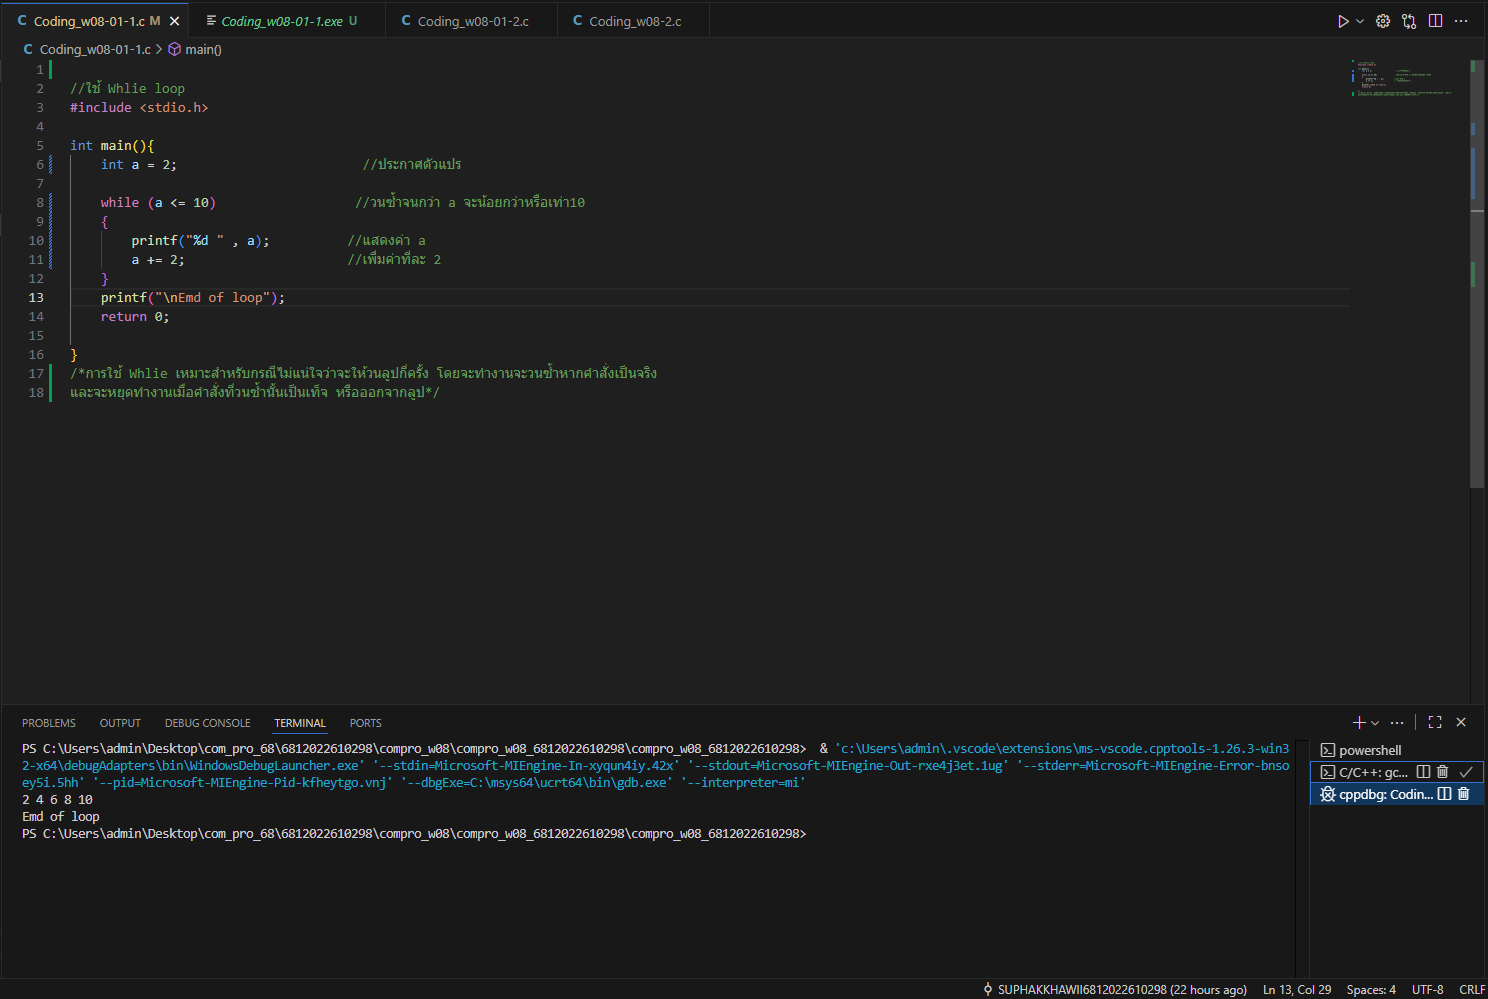 Coding_w08-01-1.c M Coding_w08-01-1.exe U Coding_w08-01-2.c Coding_w08-2.c
Coding_w08-01-1.c > main()
1
2 //ใช้ Whlie loop
3 #include <stdio.h>
4
5 int main(){
6 int a = 2; //ประกาศตัวแปร
7
8 while (a <= 10) //วนซ้ำจนกว่า a จะน้อยกว่าหรือเท่า10
9 {
10 printf("%d " , a); //แสดงค่า a
11 a += 2; //เพิ่มค่าทีละ 2
12 }
13 printf("\nEmd of loop");
14 return 0;
15
16 }
17 /*การใช้ Whlie เหมาะสำหรับกรณีไม่แน่ใจว่าจะให้วนลูปกี่ครั้ง โดยจะทำงานจะวนซ้ำหากคำสั่งเป็นจริง
18 และจะหยุดทำงานเมื่อคำสั่งที่วนซ้ำนั้นเป็นเท็จ หรือออกจากลูป*/
PROBLEMS OUTPUT DEBUG CONSOLE TERMINAL PORTS
PS C:\Users\admin\Desktop\com_pro_68\6812022610298\compro_w08\compro_w08_6812022610298\compro_w08_6812022610298> & 'c:\Users\admin\.vscode\extensions\ms-vscode.cpptools-1.26.3-win3
2-x64\debugAdapters\bin\WindowsDebugLauncher.exe' '--stdin=Microsoft-MIEngine-In-xyqun4iy.42x' '--stdout=Microsoft-MIEngine-Out-rxe4j3et.1ug' '--stderr=Microsoft-MIEngine-Error-bnso
ey5i.5hh' '--pid=Microsoft-MIEngine-Pid-kfheytgo.vnj' '--dbgExe=C:\msys64\ucrt64\bin\gdb.exe' '--interpreter=mi'
2 4 6 8 10
Emd of loop
PS C:\Users\admin\Desktop\com_pro_68\6812022610298\compro_w08\compro_w08_6812022610298\compro_w08_6812022610298>
powershell
C/C++: gc...
cppdbg: Codin...
SUPHAKKHAWII6812022610298 (22 hours ago) Ln 13, Col 29 Spaces: 4 UTF-8 CRLF